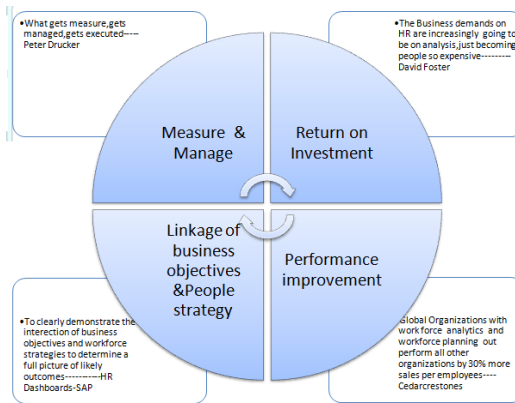 •What gets measure,gets
managed,gets executed----
Peter Drucker
•The Business demands on
HR are increasingly going to
be on analysis,just becoming
people so expensive---------
David Foster
Measure &
Manage
Return on
Investment
Linkage of
business
objectives
&People
strategy
Performance
improvement
•To clearly demonstrate the
interection of business
objectives and workforce
strategies to determine a
full picture of likely
outcomes-----------HR
Dashboards-SAP
Global Organizations with
work force analytics and
workforce planning out
perform all other
organizations by 30% more
sales per employees----
Cedarcrestones